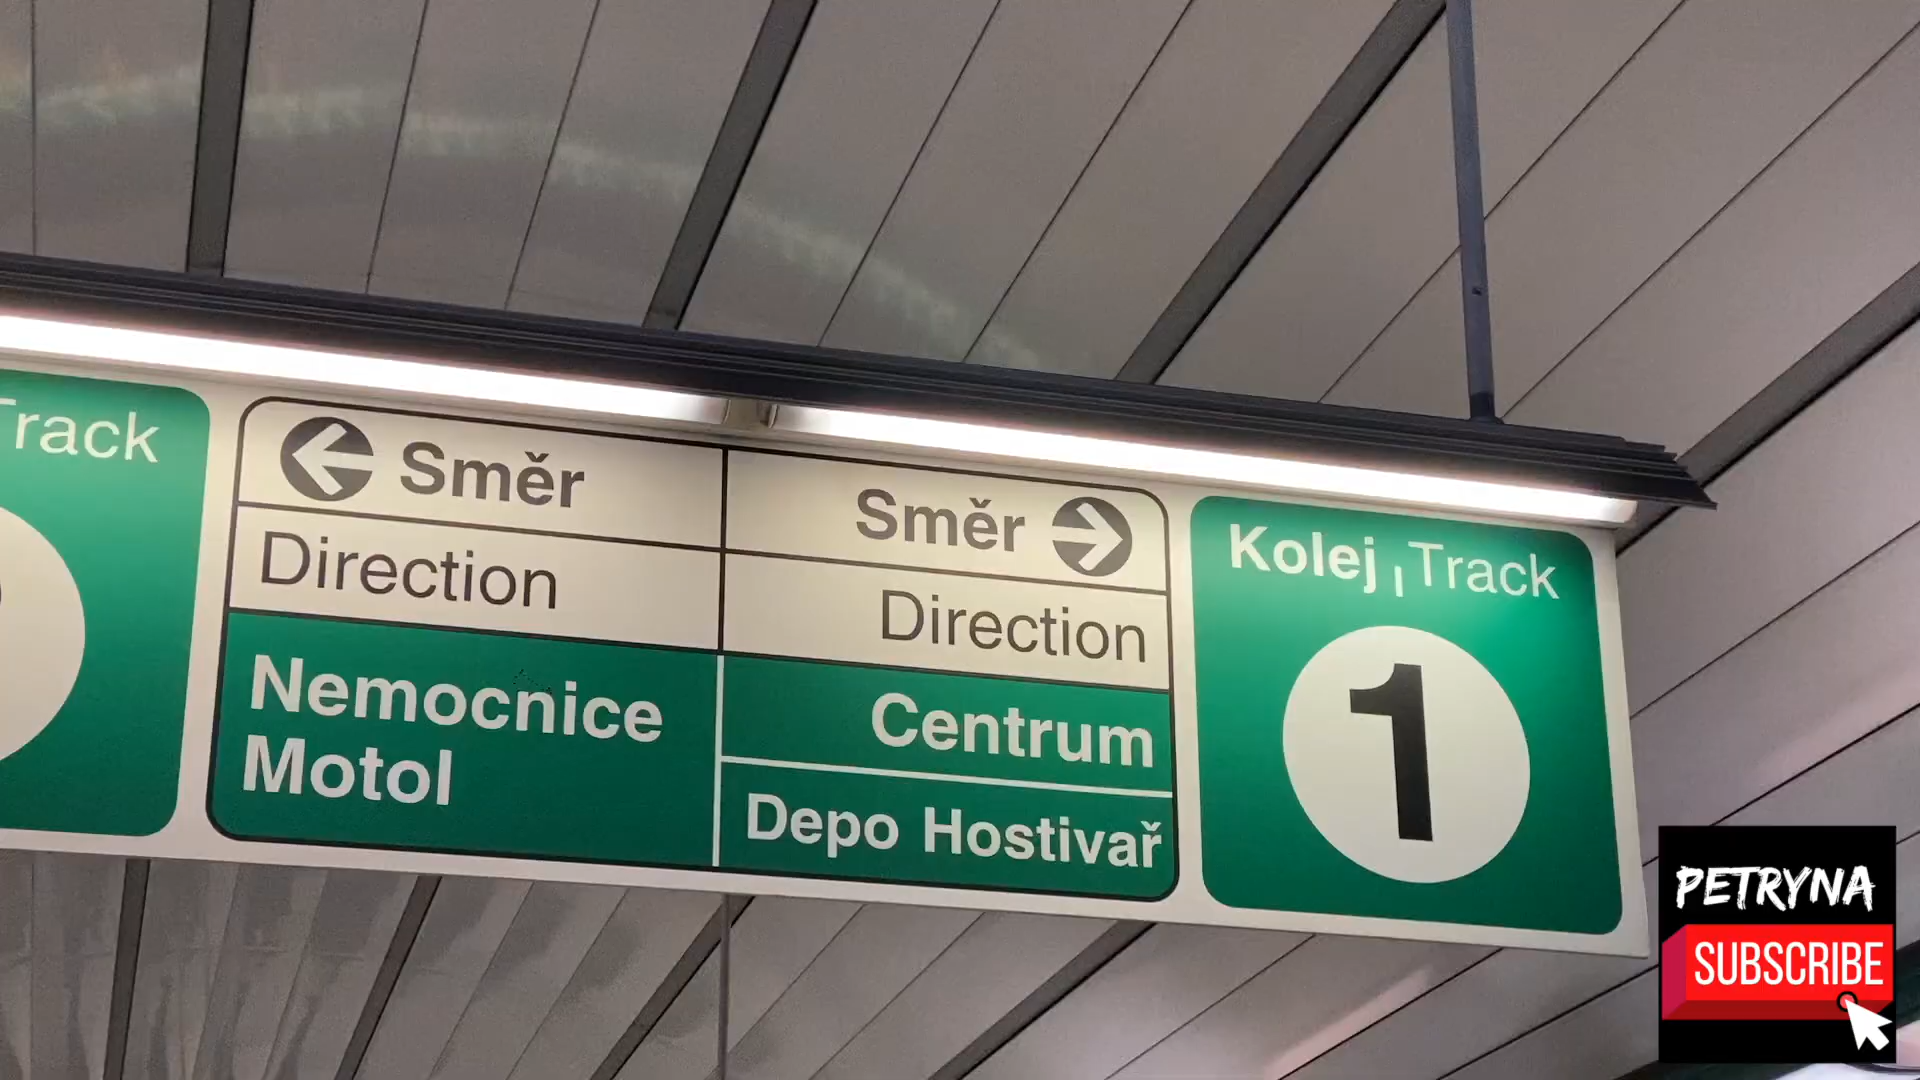 Track
Směr
Direction
Nemocnice
Motol
Směr
Direction
Centrum
Depo Hostivař
Kolej | Track
1
PETRYNA
SUBSCRIBE